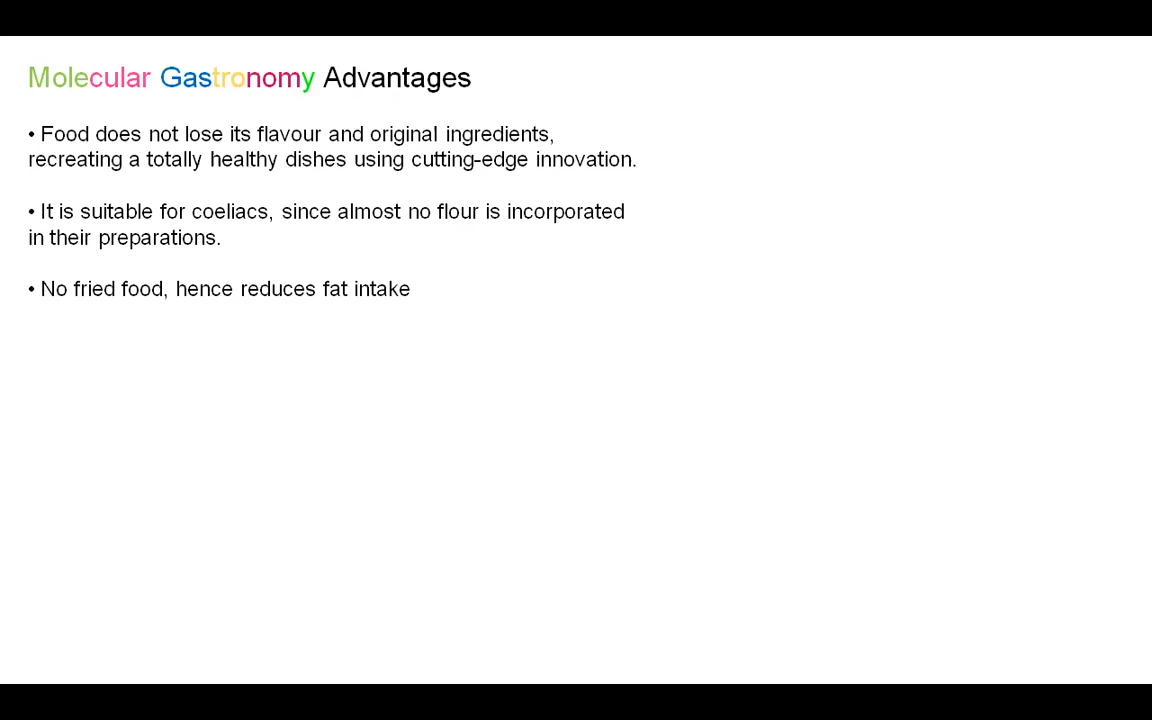 Molecular Gastronomy Advantages
• Food does not lose its flavour and original ingredients,
recreating a totally healthy dishes using cutting-edge innovation.
• It is suitable for coeliacs, since almost no flour is incorporated
in their preparations.
• No fried food, hence reduces fat intake